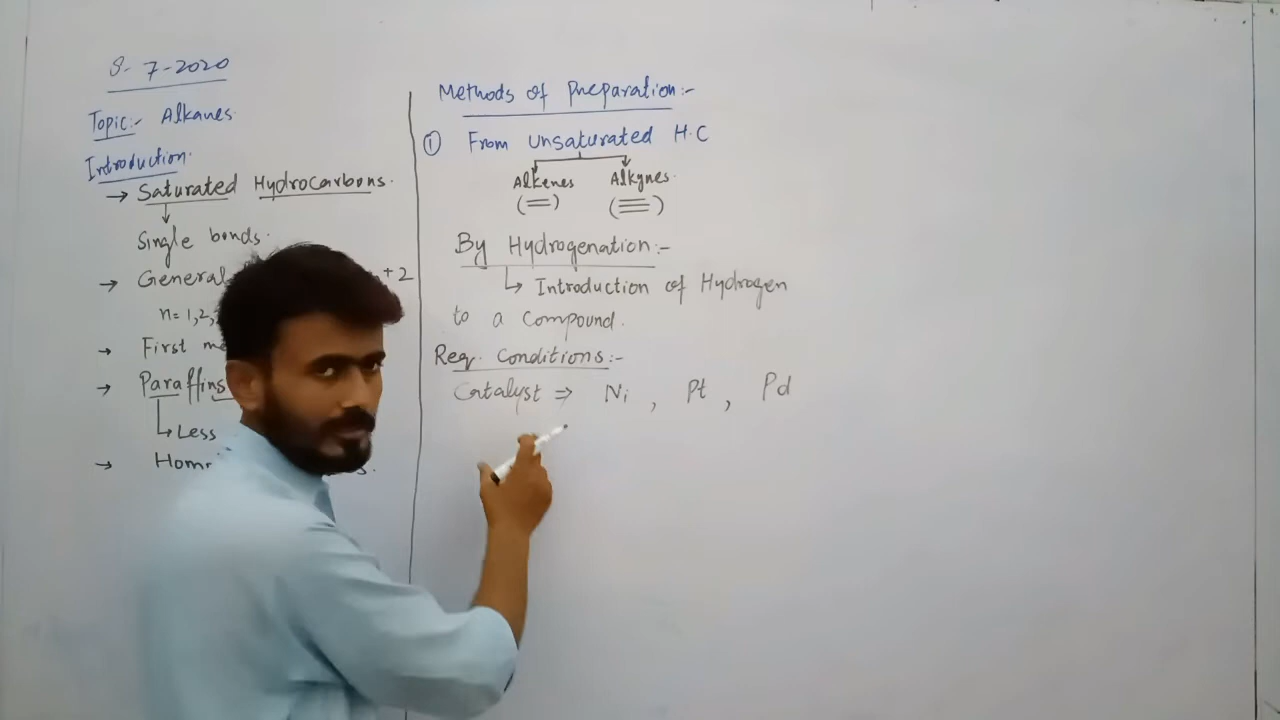 8-7-2020
Topic:- Alkanes
Introduction.
→ Saturated Hydrocarbons.
Single bonds.
→ General +2
n=1,2,
→ First
→ Paraffins
Less
→
Methods of Preparation:-
① From Unsaturated H.C
Alkenes Alkynes.
(=) (≡)
By Hydrogenation:-
Introduction of Hydrogen
to a Compound.
Req. Conditions:-
Catalyst ⇒ Ni, Pt, Pd